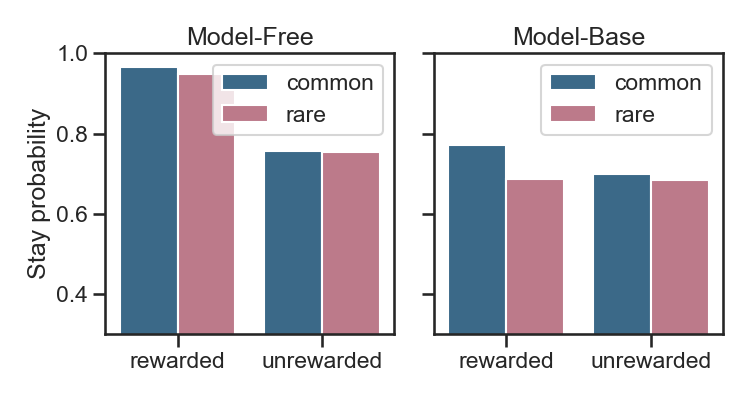 Model-Free
Model-Base
Stay probability
1.0
0.8
0.6
0.4
common
rare
common
rare
rewarded
unrewarded
rewarded
unrewarded